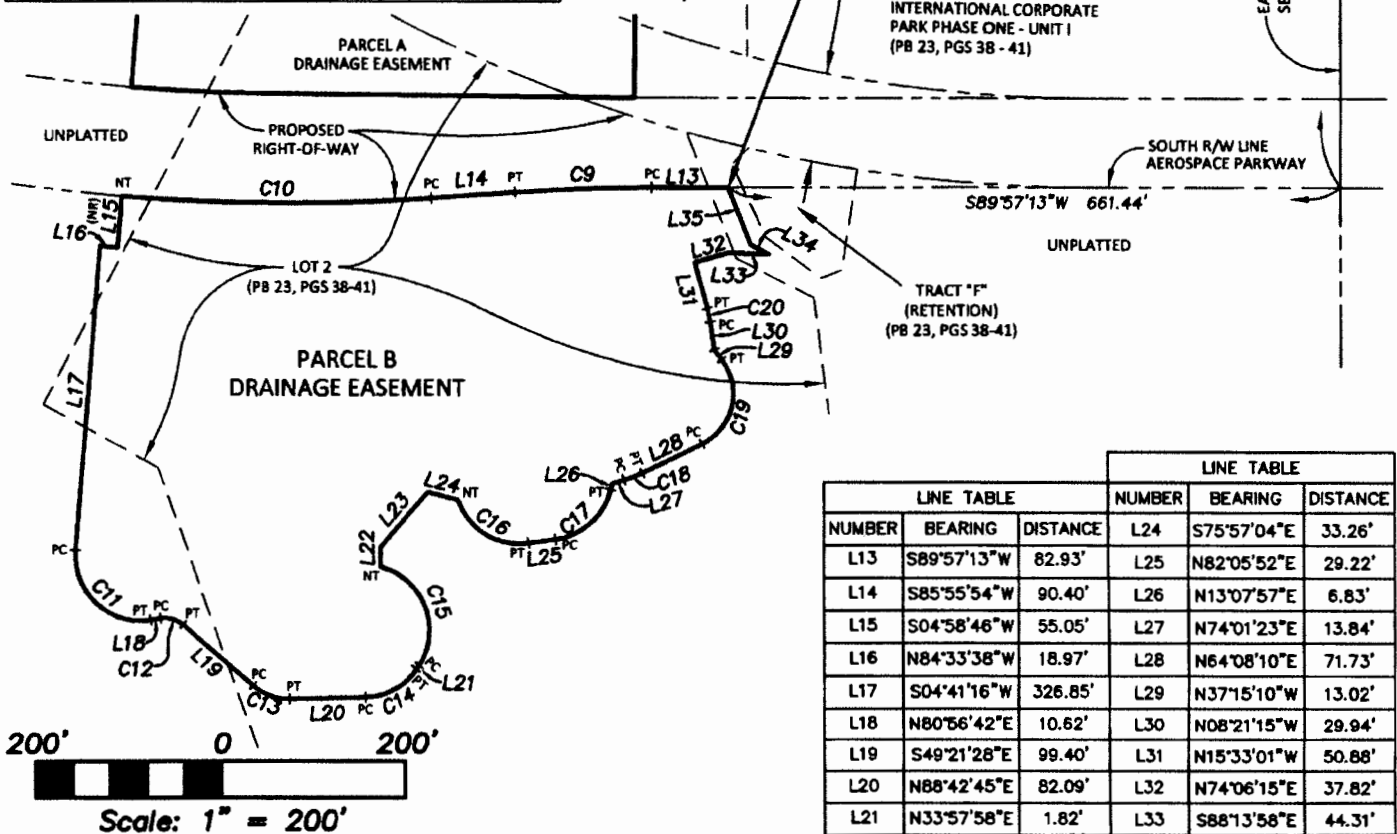 INTERNATIONAL CORPORATE
PARK PHASE ONE - UNIT I
(PB 23, PGS 38 - 41)
PARCEL A
DRAINAGE EASEMENT
UNPLATTED
PROPOSED
RIGHT-OF-WAY
SOUTH R/W LINE
AEROSPACE PARKWAY
NT
C10
PC
L14
PT
C9
PC
L13
S89°57'13"W 661.44'
UNPLATTED
(NR)
L15
L16
L35
L34
L32
L33
LOT 2
(PB 23, PGS 38-41)
TRACT "F"
(RETENTION)
(PB 23, PGS 38-41)
L31
PT
C20
PC
L30
L29
PT
PARCEL B
DRAINAGE EASEMENT
L17
C19
PC
L28
PT
C18
PC
L27
L26
PT
L24
NT
L23
C16
C17
PT
L25
PC
L22
NT
PC
C11
PT
PC
PT
L18
C12
L19
C15
PC
L21
PT
PC
C13
PT
L20
PC
C14
200' 0 200'
Scale: 1" = 200'
LINE TABLE
NUMBER BEARING DISTANCE
L13 S89°57'13"W 82.93'
L14 S85°55'54"W 90.40'
L15 S04°58'46"W 55.05'
L16 N84°33'38"W 18.97'
L17 S04°41'16"W 326.85'
L18 N80°56'42"E 10.62'
L19 S49°21'28"E 99.40'
L20 N88°42'45"E 82.09'
L21 N33°57'58"E 1.82'
LINE TABLE
NUMBER BEARING DISTANCE
L24 S75°57'04"E 33.26'
L25 N82°05'52"E 29.22'
L26 N13°07'57"E 6.83'
L27 N74°01'23"E 13.84'
L28 N64°08'10"E 71.73'
L29 N37°15'10"W 13.02'
L30 N08°21'15"W 29.94'
L31 N15°33'01"W 50.88'
L32 N74°06'15"E 37.82'
L33 S88°13'58"E 44.31'